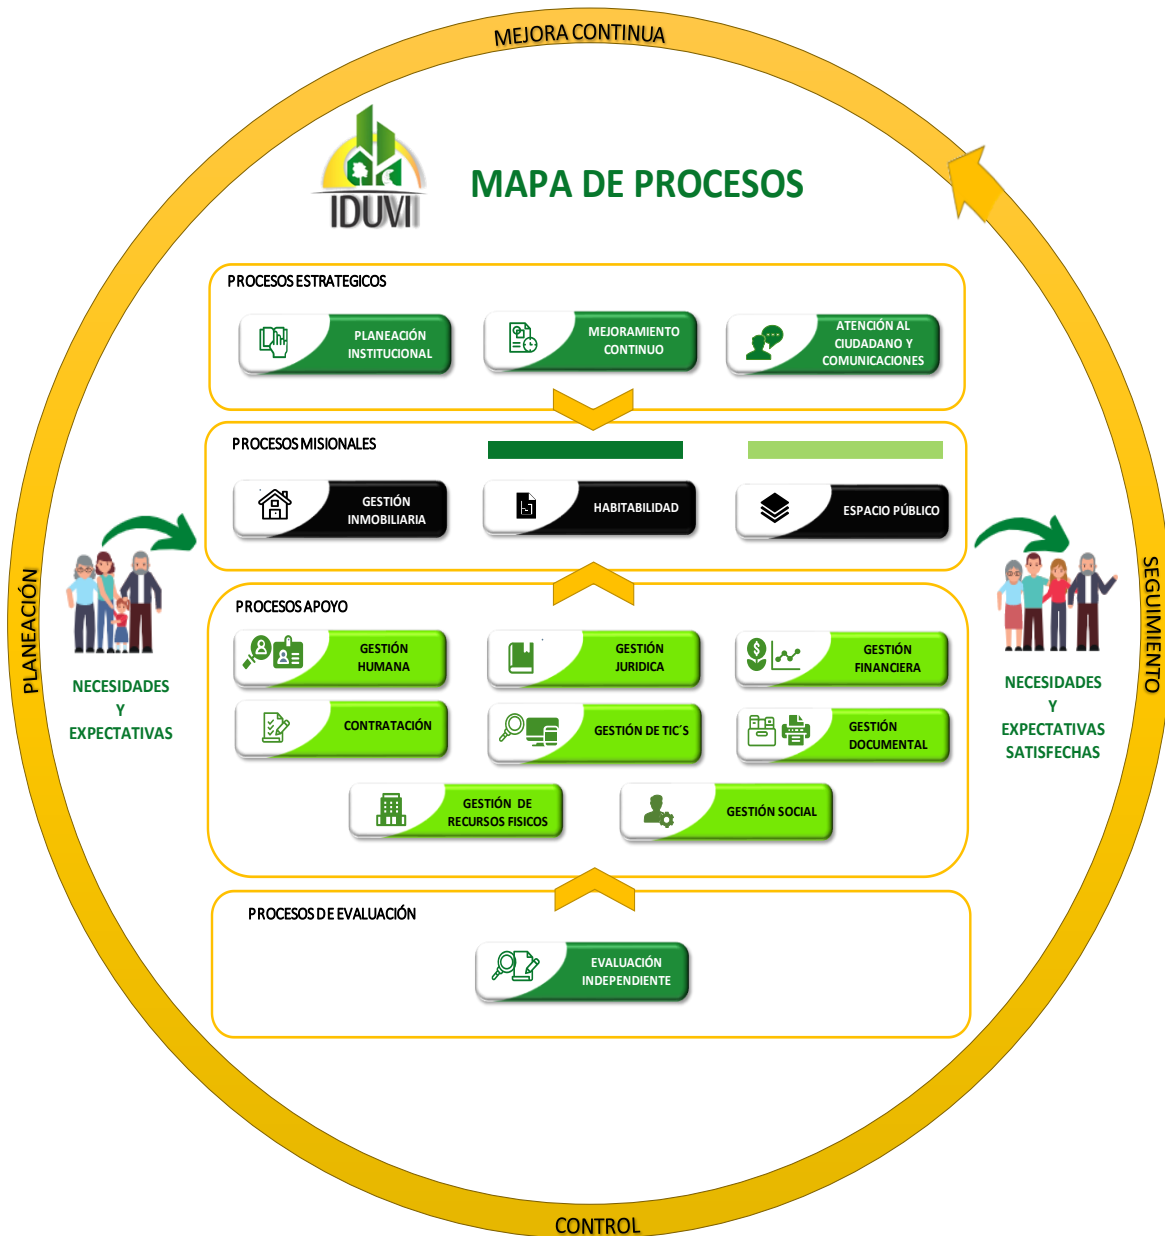 MEJORA CONTINUA
IDUVI
MAPA DE PROCESOS
PROCESOS ESTRATEGICOS
PLANEACIÓN
INSTITUCIONAL
MEJORAMIENTO
CONTINUO
ATENCIÓN AL
CIUDADANO Y
COMUNICACIONES
PROCESOS MISIONALES
GESTIÓN
INMOBILIARIA
HABITABILIDAD
ESPACIO PÚBLICO
PLANEACIÓN
NECESIDADES
Y
EXPECTATIVAS
PROCESOS APOYO
GESTIÓN
HUMANA
GESTIÓN
JURIDICA
GESTIÓN
FINANCIERA
CONTRATACIÓN
GESTIÓN DE TIC´S
GESTIÓN
DOCUMENTAL
GESTIÓN DE
RECURSOS FISICOS
GESTIÓN SOCIAL
NECESIDADES
Y
EXPECTATIVAS
SATISFECHAS
SEGUIMIENTO
PROCESOS DE EVALUACIÓN
EVALUACIÓN
INDEPENDIENTE
CONTROL